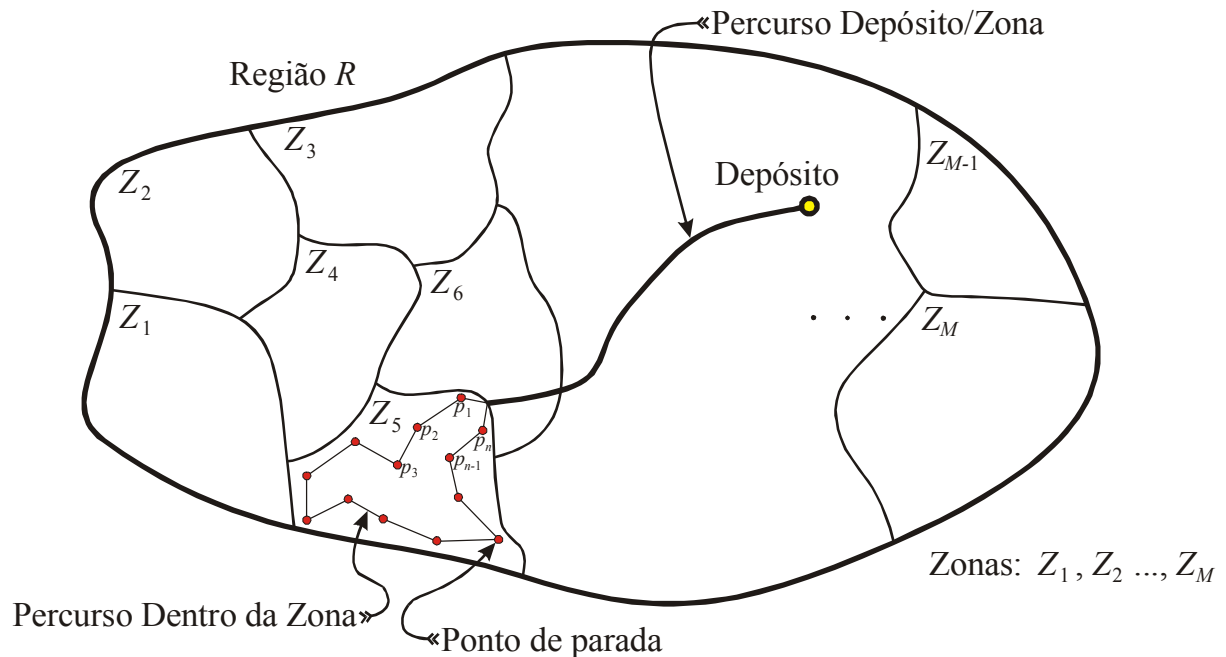 Percurso Depósito/Zona
Região R
Z3
ZM-1
Z2
Depósito
Z4
Z6
Z1
. . .
ZM
Z5
p1
p2
pn
p3
pn-1
Zonas: Z1 , Z2 ..., ZM
Percurso Dentro da Zona
Ponto de parada